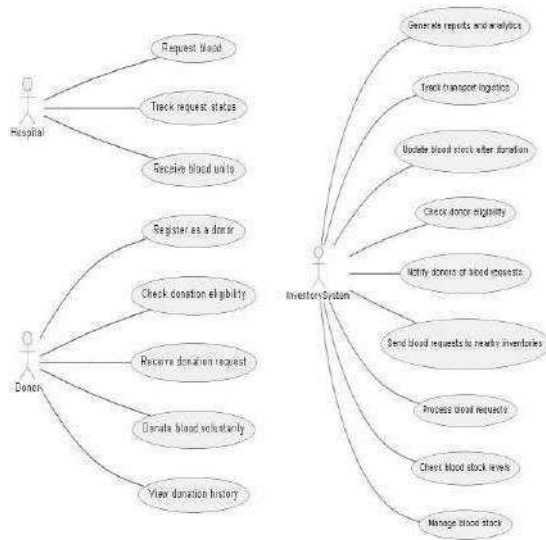 Request blood
Track request status
Hospital
Receive blood units
Register as a donor
Check donation eligibility
Receive donation request
Donor
Donate blood voluntarily
View donation history
Generate reports and analytics
Track transport logistics
Update blood stock after donation
Check donor eligibility
Notify donors of blood requests
InventorySystem
Send blood requests to nearby inventories
Process blood requests
Check blood stock levels
Manage blood stock